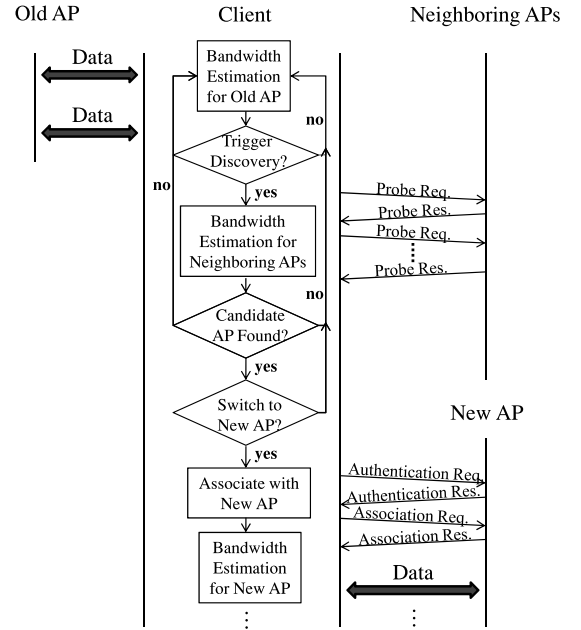 Old AP
Client
Neighboring APs
Data
Data
Bandwidth
Estimation
for Old AP
no
Trigger
Discovery?
no
yes
Probe Req.
Probe Res.
Probe Req.
Probe Res.
Bandwidth
Estimation for
Neighboring APs
no
Candidate
AP Found?
yes
Switch to
New AP?
New AP
yes
Associate with
New AP
Authentication Req.
Authentication Res.
Association Req.
Association Res.
Bandwidth
Estimation
for New AP
Data